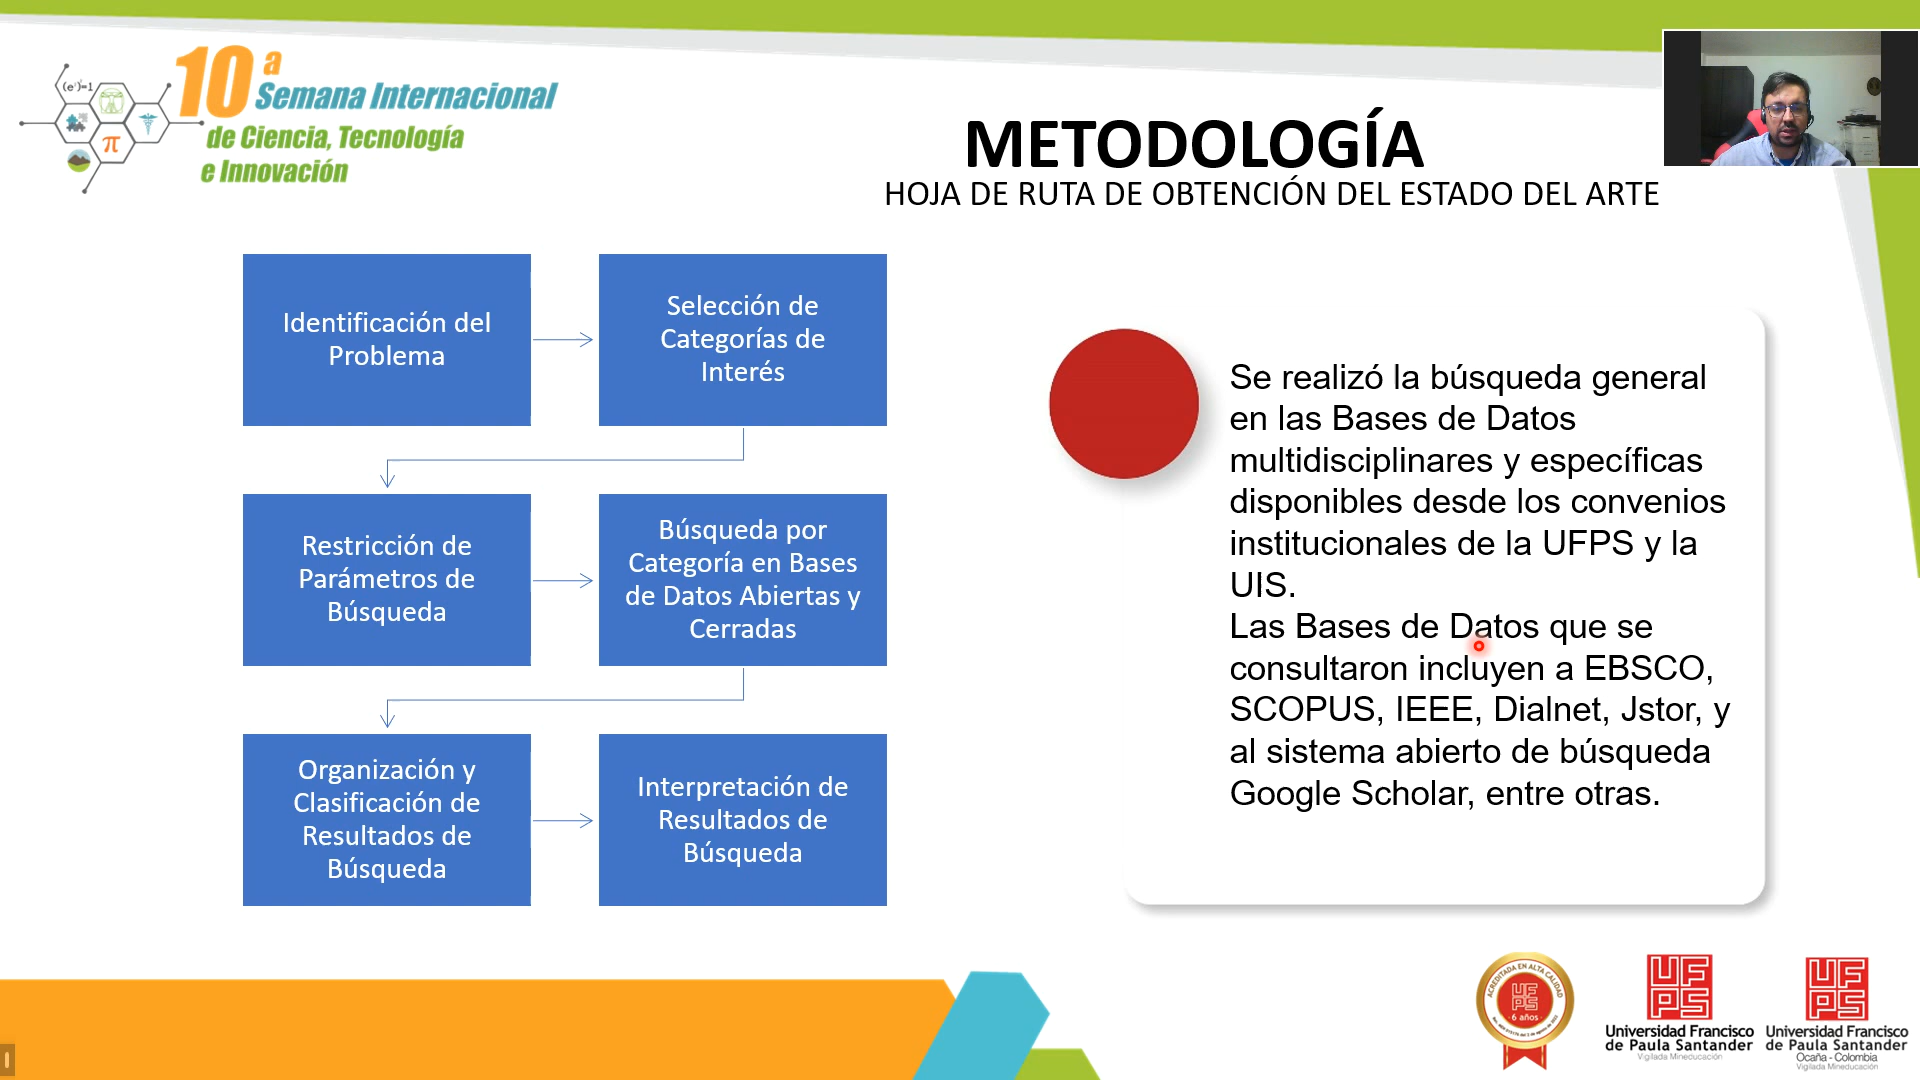 (eⁱ)=1
π
10ª
Semana Internacional
de Ciencia, Tecnología
e Innovación
METODOLOGÍA
HOJA DE RUTA DE OBTENCIÓN DEL ESTADO DEL ARTE
Identificación del
Problema
Selección de
Categorías de
Interés
Restricción de
Parámetros de
Búsqueda
Búsqueda por
Categoría en Bases
de Datos Abiertas y
Cerradas
Organización y
Clasificación de
Resultados de
Búsqueda
Interpretación de
Resultados de
Búsqueda
Se realizó la búsqueda general
en las Bases de Datos
multidisciplinares y específicas
disponibles desde los convenios
institucionales de la UFPS y la
UIS.
Las Bases de Datos que se
consultaron incluyen a EBSCO,
SCOPUS, IEEE, Dialnet, Jstor, y
al sistema abierto de búsqueda
Google Scholar, entre otras.
ACREDITADA EN ALTA CALIDAD
UFPS
6 años
UFPS
Universidad Francisco
de Paula Santander
Vigilada Mineducación
UFPS
Universidad Francisco
de Paula Santander
Ocaña - Colombia
Vigilada Mineducación